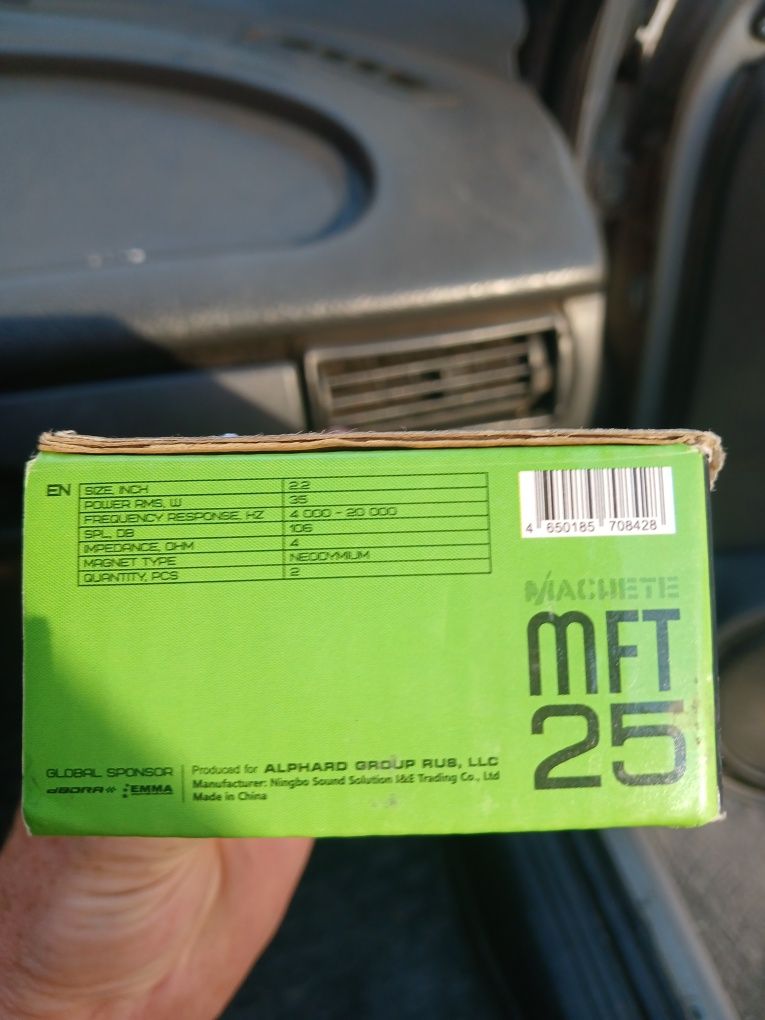 EN
SIZE, INCH 2.2
POWER RMS, W 35
FREQUENCY RESPONSE, HZ 4 000 - 20 000
SPL, DB 106
IMPEDANCE, OHM 4
MAGNET TYPE NEODYMIUM
QUANTITY, PCS 2
4 650185 708428
MACHETE
MFT
25
GLOBAL SPONSOR
dBDRA EMMA
Produced for ALPHARD GROUP RUS, LLC
Manufacturer: Ningbo Sound Solution I&E Trading Co., Ltd
Made in China